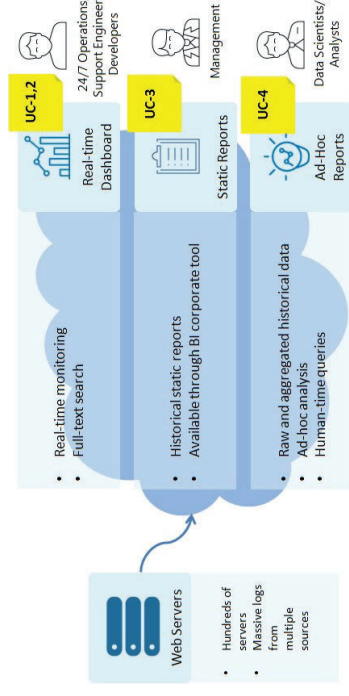 Web Servers
• Hundreds of
servers
• Massive logs
from
multiple
sources
• Real-time monitoring
• Full-text search
UC-1,2
Real-time
Dashboard
24/7 Operations
Support Engineer
Developers
• Historical static reports
• Available through BI corporate tool
UC-3
Static Reports
Management
• Raw and aggregated historical data
• Ad-hoc analysis
• Human-time queries
UC-4
Ad-Hoc
Reports
Data Scientists/
Analysts